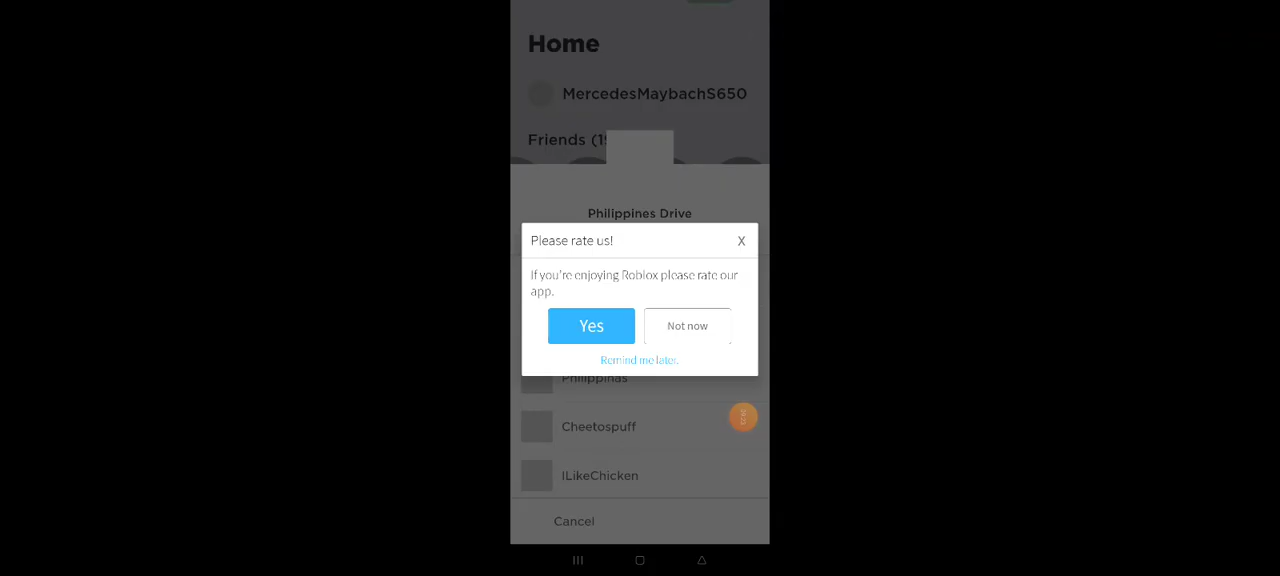 Home
MercedesMaybachS650
Friends (19
Philippines Drive
Please rate us!
X
If you're enjoying Roblox please rate our
app.
Yes
Not now
Remind me later.
Philippinas
Cheetospuff
ILikeChicken
Cancel